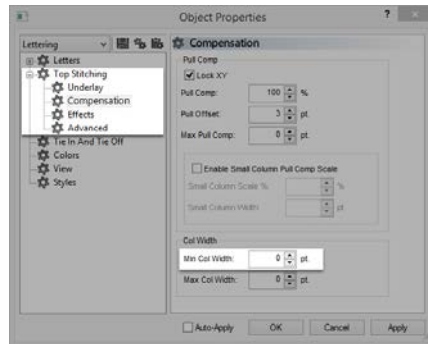 Object Properties ?
Lettering
Compensation
Letters
Top Stitching
Underlay
Compensation
Effects
Advanced
Tie In And Tie Off
Colors
View
Styles
Pull Comp
Lock XY
Pull Comp: 100 %
Pull Offset: 3 pt.
Max Pull Comp: 0 pt.
Enable Small Column Pull Comp Scale
Small Column Scale % %
Small Column Width pt.
Col Width
Min Col Width: 0 pt.
Max Col Width: 0 pt.
Auto-Apply OK Cancel Apply